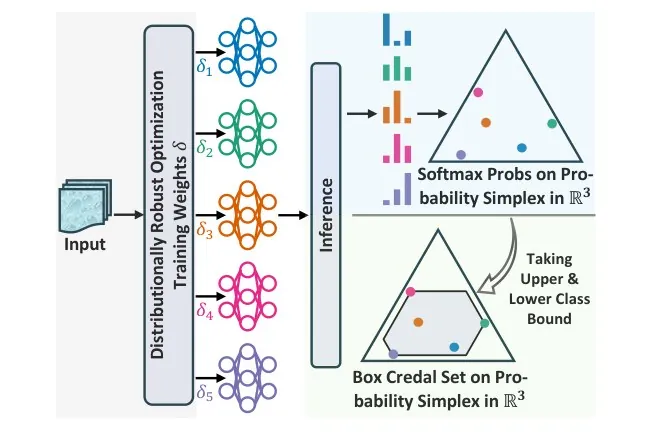 Input
Distributionally Robust Optimization
Training Weights δ
δ1
δ2
δ3
δ4
δ5
Inference
Softmax Probs on Pro-
bability Simplex in ℝ³
Taking
Upper &
Lower Class
Bound
Box Credal Set on Pro-
bability Simplex in ℝ³